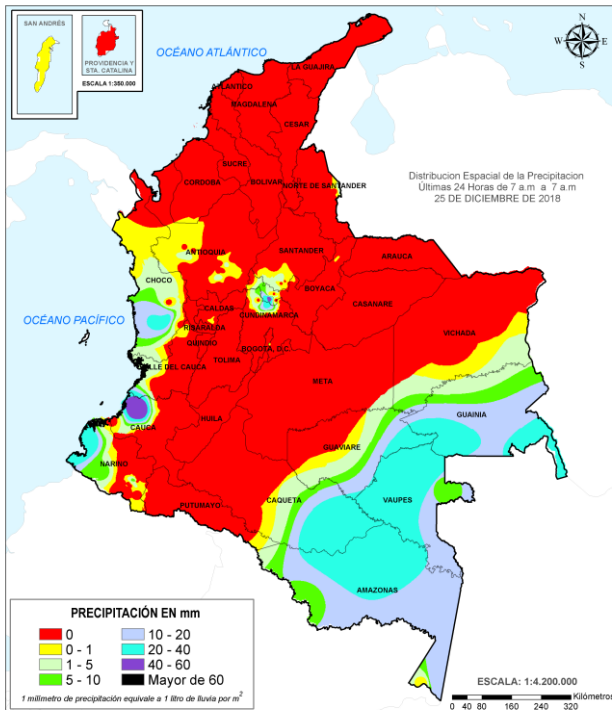 SAN ANDRÉS
PROVIDENCIA Y
STA. CATALINA
ESCALA 1:350.000
OCÉANO ATLÁNTICO
N
W
E
S
LA GUAJIRA
ATLANTICO
MAGDALENA
CESAR
SUCRE
CORDOBA
BOLIVAR
NORTE DE SANTANDER
Distribucion Espacial de la Precipitacion
Últimas 24 Horas de 7 a.m a 7 a.m
25 DE DICIEMBRE DE 2018
ANTIOQUIA
SANTANDER
ARAUCA
CHOCO
BOYACA
CASANARE
OCÉANO PACÍFICO
CALDAS
CUNDINAMARCA
RISARALDA
VICHADA
QUINDIO
BOGOTA. D.C.
TOLIMA
VALLE DEL CAUCA
META
GUAINIA
HUILA
CAUCA
GUAVIARE
NARIÑO
CAQUETA
VAUPES
PUTUMAYO
AMAZONAS
PRECIPITACIÓN EN mm
0
10 - 20
0 - 1
20 - 40
1 - 5
40 - 60
5 - 10
Mayor de 60
1 milímetro de precipitación equivale a 1 litro de lluvia por m²
ESCALA: 1:4.200.000
Kilómetros
0 40 80 160 240 320